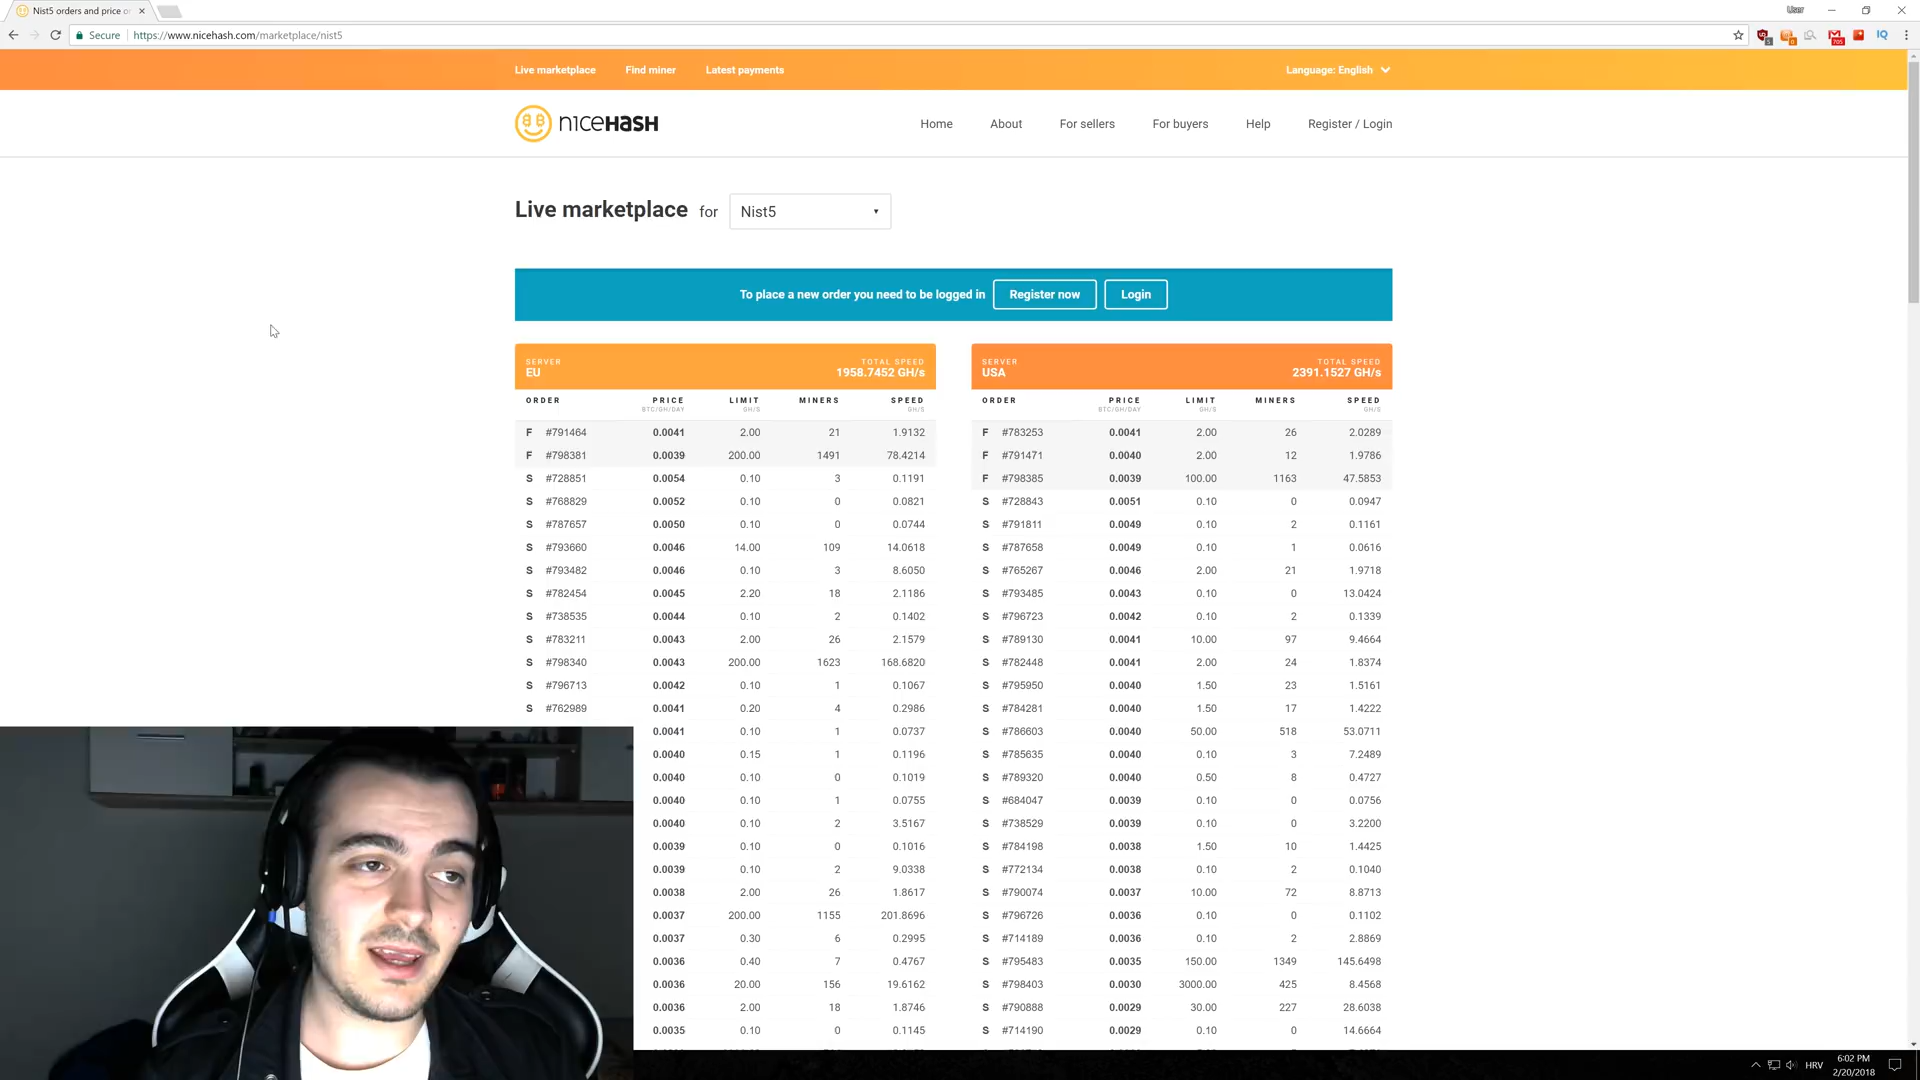 Nist5 orders and price o
User
Secure https://www.nicehash.com/marketplace/nist5
705
IQ
Live marketplace Find miner Latest payments Language: English
nıceHASH
Home About For sellers For buyers Help Register / Login
Live marketplace for Nist5
To place a new order you need to be logged in Register now Login
SERVER TOTAL SPEED
EU 1958.7452 GH/s
ORDER PRICE LIMIT MINERS SPEED
BTC/GH/DAY GH/S GH/S
F #791464 0.0041 2.00 21 1.9132
F #798381 0.0039 200.00 1491 78.4214
S #728851 0.0054 0.10 3 0.1191
S #768829 0.0052 0.10 0 0.0821
S #787657 0.0050 0.10 0 0.0744
S #793660 0.0046 14.00 109 14.0618
S #793482 0.0046 0.10 3 8.6050
S #782454 0.0045 2.20 18 2.1186
S #738535 0.0044 0.10 2 0.1402
S #783211 0.0043 2.00 26 2.1579
S #798340 0.0043 200.00 1623 168.6820
S #796713 0.0042 0.10 1 0.1067
S #762989 0.0041 0.20 4 0.2986
0.0041 0.10 1 0.0737
0.0040 0.15 1 0.1196
0.0040 0.10 0 0.1019
0.0040 0.10 1 0.0755
0.0040 0.10 2 3.5167
0.0039 0.10 0 0.1016
0.0039 0.10 2 9.0338
0.0038 2.00 26 1.8617
0.0037 200.00 1155 201.8696
0.0037 0.30 6 0.2995
0.0036 0.40 7 0.4767
0.0036 20.00 156 19.6162
0.0036 2.00 18 1.8746
0.0035 0.10 0 0.1145
SERVER TOTAL SPEED
USA 2391.1527 GH/s
ORDER PRICE LIMIT MINERS SPEED
BTC/GH/DAY GH/S GH/S
F #783253 0.0041 2.00 26 2.0289
F #791471 0.0040 2.00 12 1.9786
F #798385 0.0039 100.00 1163 47.5853
S #728843 0.0051 0.10 0 0.0947
S #791811 0.0049 0.10 2 0.1161
S #787658 0.0049 0.10 1 0.0616
S #765267 0.0046 2.00 21 1.9718
S #793485 0.0043 0.10 0 13.0424
S #796723 0.0042 0.10 2 0.1339
S #789130 0.0041 10.00 97 9.4664
S #782448 0.0041 2.00 24 1.8374
S #795950 0.0040 1.50 23 1.5161
S #784281 0.0040 1.50 17 1.4222
S #786603 0.0040 50.00 518 53.0711
S #785635 0.0040 0.10 3 7.2489
S #789320 0.0040 0.50 8 0.4727
S #684047 0.0039 0.10 0 0.0756
S #738529 0.0039 0.10 0 3.2200
S #784198 0.0038 1.50 10 1.4425
S #772134 0.0038 0.10 2 0.1040
S #790074 0.0037 10.00 72 8.8713
S #796726 0.0036 0.10 0 0.1102
S #714189 0.0036 0.10 2 2.8869
S #795483 0.0035 150.00 1349 145.6498
S #798403 0.0030 3000.00 425 8.4568
S #790888 0.0029 30.00 227 28.6038
S #714190 0.0029 0.10 0 14.6664
HRV
6:02 PM
2/20/2018